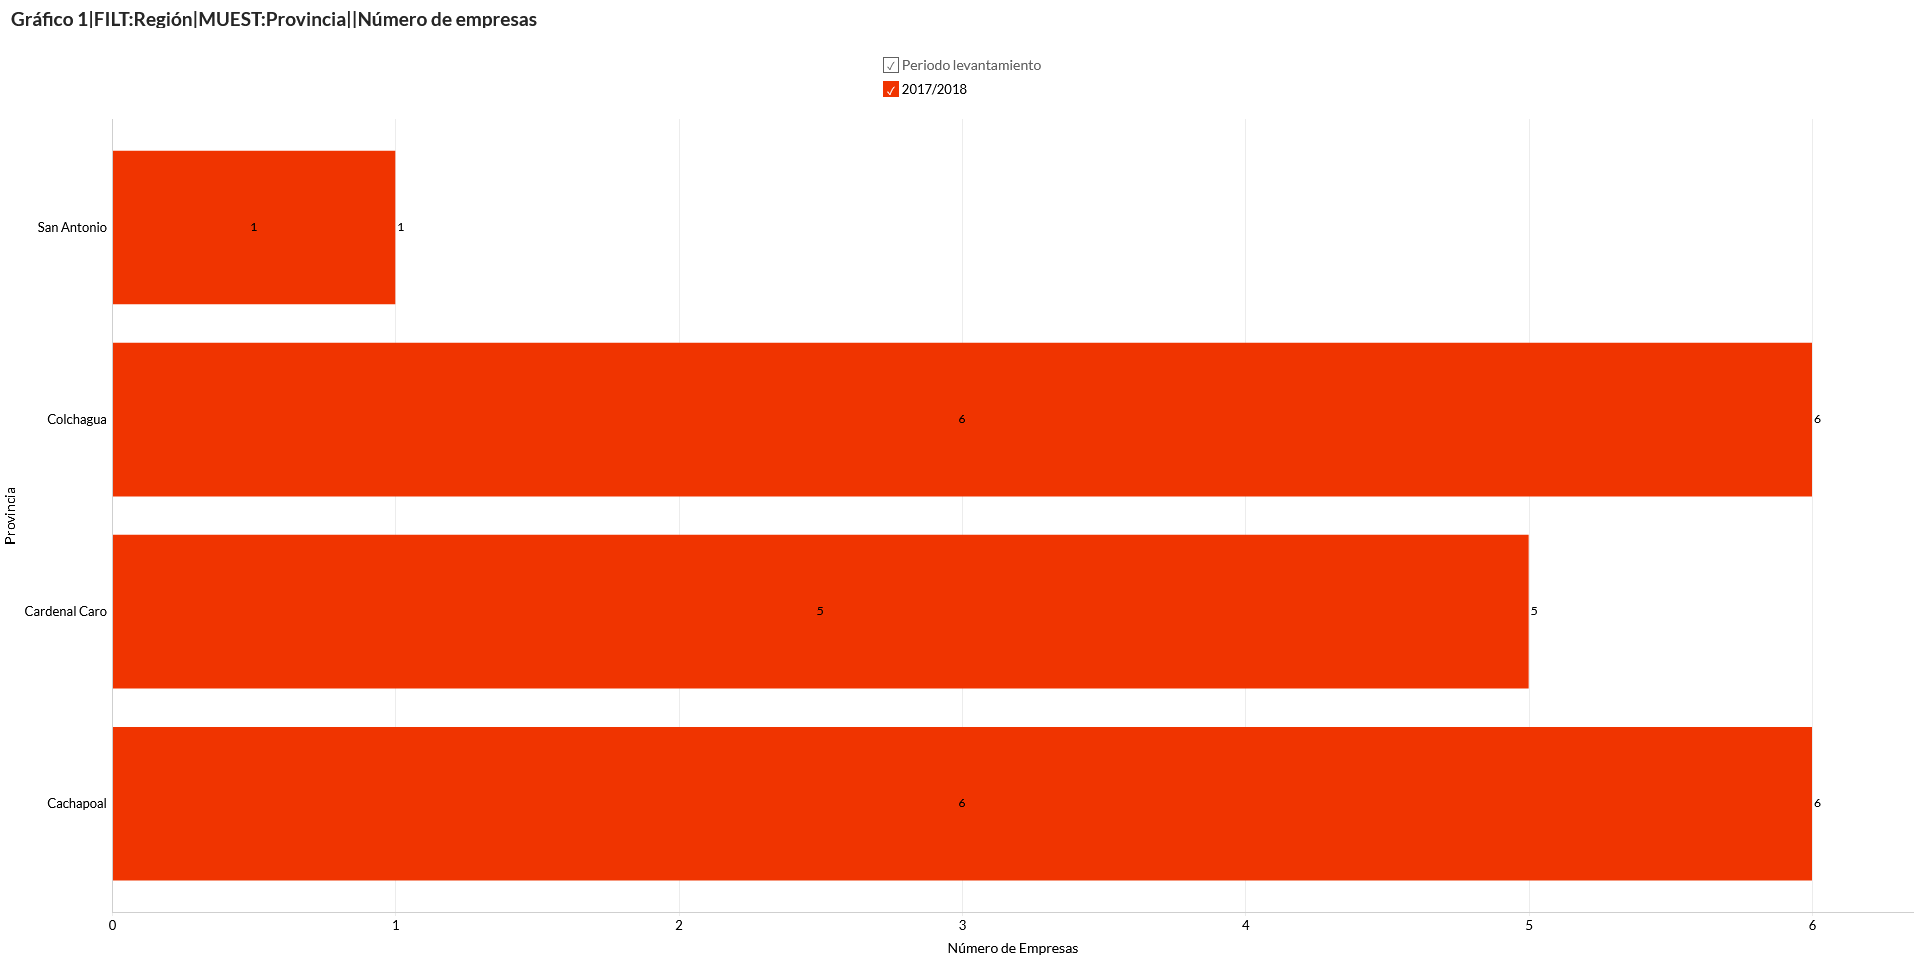 Gráfico 1|FILT:Región|MUEST:Provincia||Número de empresas
Periodo levantamiento
2017/2018
San Antonio
1
1
Colchagua
6
6
Provincia
Cardenal Caro
5
5
Cachapoal
6
6
0
1
2
3
4
5
6
Número de Empresas